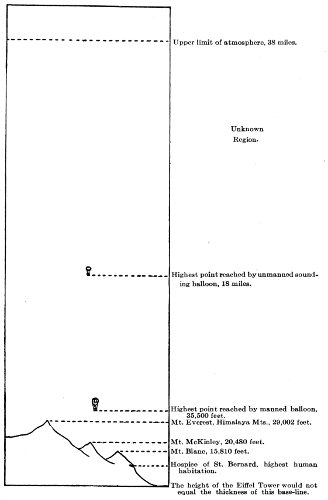 Upper limit of atmosphere, 38 miles.
Unknown
Region.
Highest point reached by unmanned sound-
ing balloon, 18 miles.
Highest point reached by manned balloon,
35,500 feet.
Mt. Everest, Himalaya Mts., 29,002 feet.
Mt. McKinley, 20,480 feet.
Mt. Blanc, 15,810 feet.
Hospice of St. Bernard, highest human
habitation.
The height of the Eiffel Tower would not
equal the thickness of this base-line.